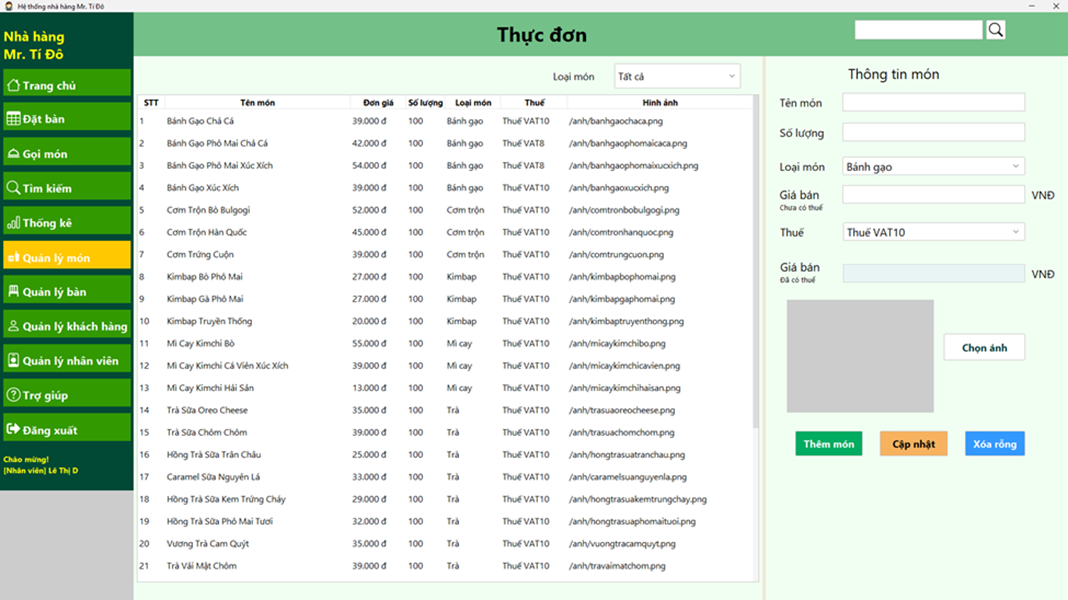 Hệ thống nhà hàng Mr. Tí Đô
Nhà hàng
Mr. Tí Đô
Trang chủ
Đặt bàn
Gọi món
Tìm kiếm
Thống kê
Quản lý món
Quản lý bàn
Quản lý khách hàng
Quản lý nhân viên
Trợ giúp
Đăng xuất
Chào mừng!
[Nhân viên] Lê Thị D
Thực đơn
Loại món Tất cả
STT Tên món Đơn giá Số lượng Loại món Thuế Hình ảnh
1 Bánh Gạo Chả Cá 39.000 đ 100 Bánh gạo Thuế VAT10 /anh/banhgaochaca.png
2 Bánh Gạo Phô Mai Chả Cá 42.000 đ 100 Bánh gạo Thuế VAT8 /anh/banhgaophomaicaca.png
3 Bánh Gạo Phô Mai Xúc Xích 54.000 đ 100 Bánh gạo Thuế VAT8 /anh/banhgaophomaixucxich.png
4 Bánh Gạo Xúc Xích 39.000 đ 100 Bánh gạo Thuế VAT10 /anh/banhgaoxucxich.png
5 Cơm Trộn Bò Bulgogi 52.000 đ 100 Cơm trộn Thuế VAT10 /anh/comtronbobulgogi.png
6 Cơm Trộn Hàn Quốc 45.000 đ 100 Cơm trộn Thuế VAT10 /anh/comtronhanquoc.png
7 Cơm Trứng Cuộn 39.000 đ 100 Cơm trộn Thuế VAT10 /anh/comtrungcuon.png
8 Kimbap Bò Phô Mai 27.000 đ 100 Kimbap Thuế VAT10 /anh/kimbapbophomai.png
9 Kimbap Gà Phô Mai 27.000 đ 100 Kimbap Thuế VAT10 /anh/kimbapgaphomai.png
10 Kimbap Truyền Thống 20.000 đ 100 Kimbap Thuế VAT10 /anh/kimbaptruyenthong.png
11 Mì Cay Kimchi Bò 55.000 đ 100 Mì cay Thuế VAT10 /anh/micaykimchibo.png
12 Mì Cay Kimchi Cá Viên Xúc Xích 39.000 đ 100 Mì cay Thuế VAT10 /anh/micaykimchicavien.png
13 Mì Cay Kimchi Hải Sản 13.000 đ 100 Mì cay Thuế VAT10 /anh/micaykimchihaisan.png
14 Trà Sữa Oreo Cheese 35.000 đ 100 Trà Thuế VAT10 /anh/trasuaoreocheese.png
15 Trà Sữa Chôm Chôm 39.000 đ 100 Trà Thuế VAT10 /anh/trasuachomchom.png
16 Hồng Trà Sữa Trân Châu 25.000 đ 100 Trà Thuế VAT10 /anh/hongtrasuatranchau.png
17 Caramel Sữa Nguyên Lá 33.000 đ 100 Trà Thuế VAT10 /anh/caramelsuanguyenla.png
18 Hồng Trà Sữa Kem Trứng Cháy 29.000 đ 100 Trà Thuế VAT10 /anh/hongtrasuakemtrungchay.png
19 Hồng Trà Sữa Phô Mai Tươi 32.000 đ 100 Trà Thuế VAT10 /anh/hongtrasuaphomaituoi.png
20 Vương Trà Cam Quýt 35.000 đ 100 Trà Thuế VAT10 /anh/vuongtracamquyt.png
21 Trà Vải Mật Chôm 39.000 đ 100 Trà Thuế VAT10 /anh/travaimatchom.png
Thông tin món
Tên món
Số lượng
Loại món Bánh gạo
Giá bán VNĐ
Chưa có thuế
Thuế Thuế VAT10
Giá bán VNĐ
Đã có thuế
Chọn ảnh
Thêm món Cập nhật Xóa rỗng